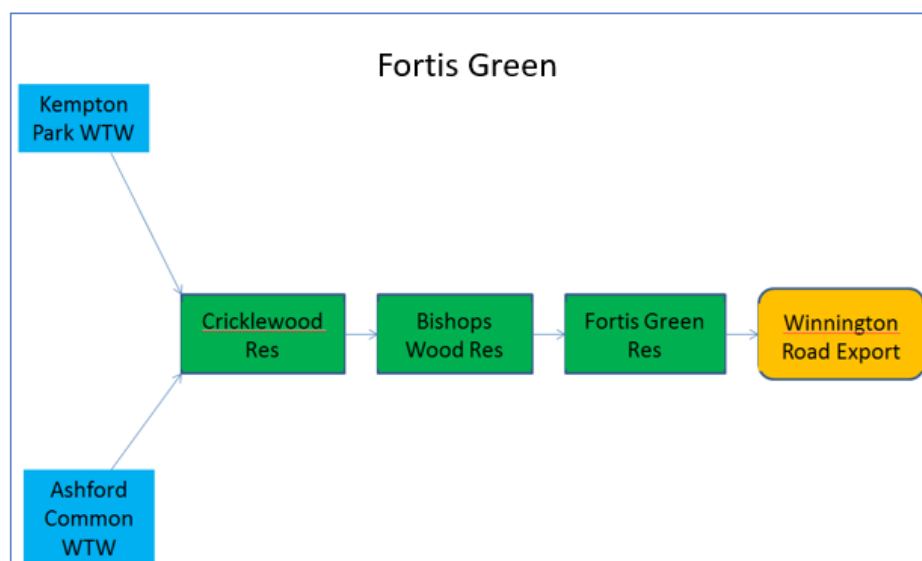 Fortis Green
Kempton
Park WTW
Cricklewood
Res
Bishops
Wood Res
Fortis Green
Res
Winnington
Road Export
Ashford
Common
WTW